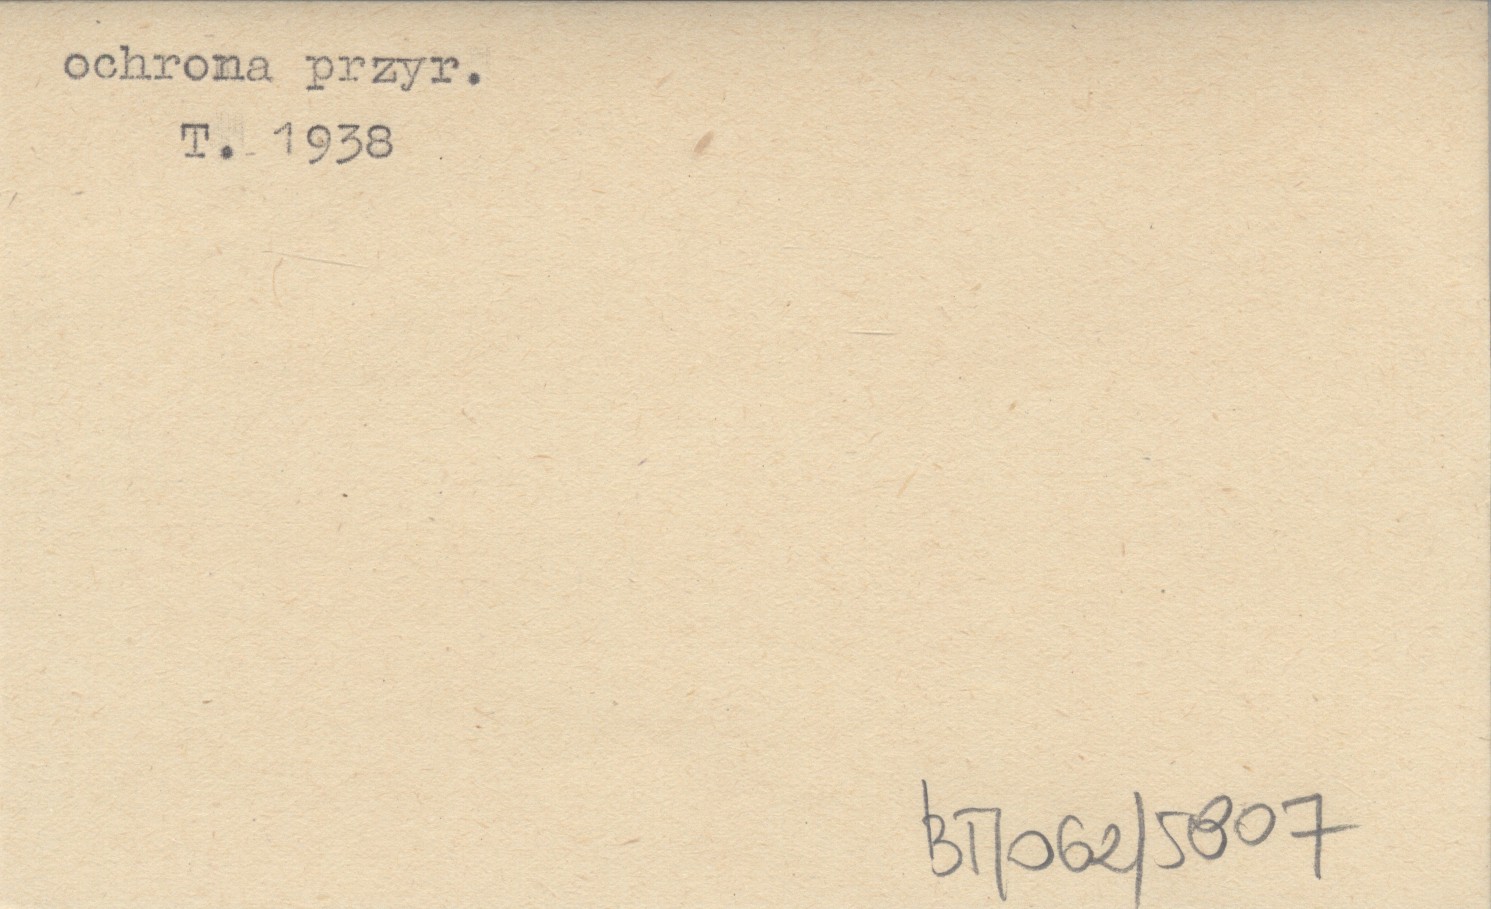 ochrona przyr.
T. 1938
BT/062/5807